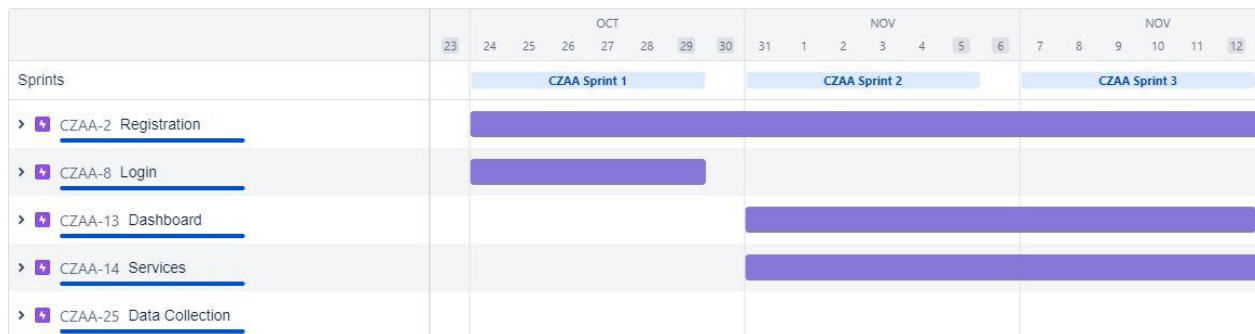 OCT NOV NOV
23 24 25 26 27 28 29 30 31 1 2 3 4 5 6 7 8 9 10 11 12
Sprints CZAA Sprint 1 CZAA Sprint 2 CZAA Sprint 3
CZAA-2 Registration
CZAA-8 Login
CZAA-13 Dashboard
CZAA-14 Services
CZAA-25 Data Collection